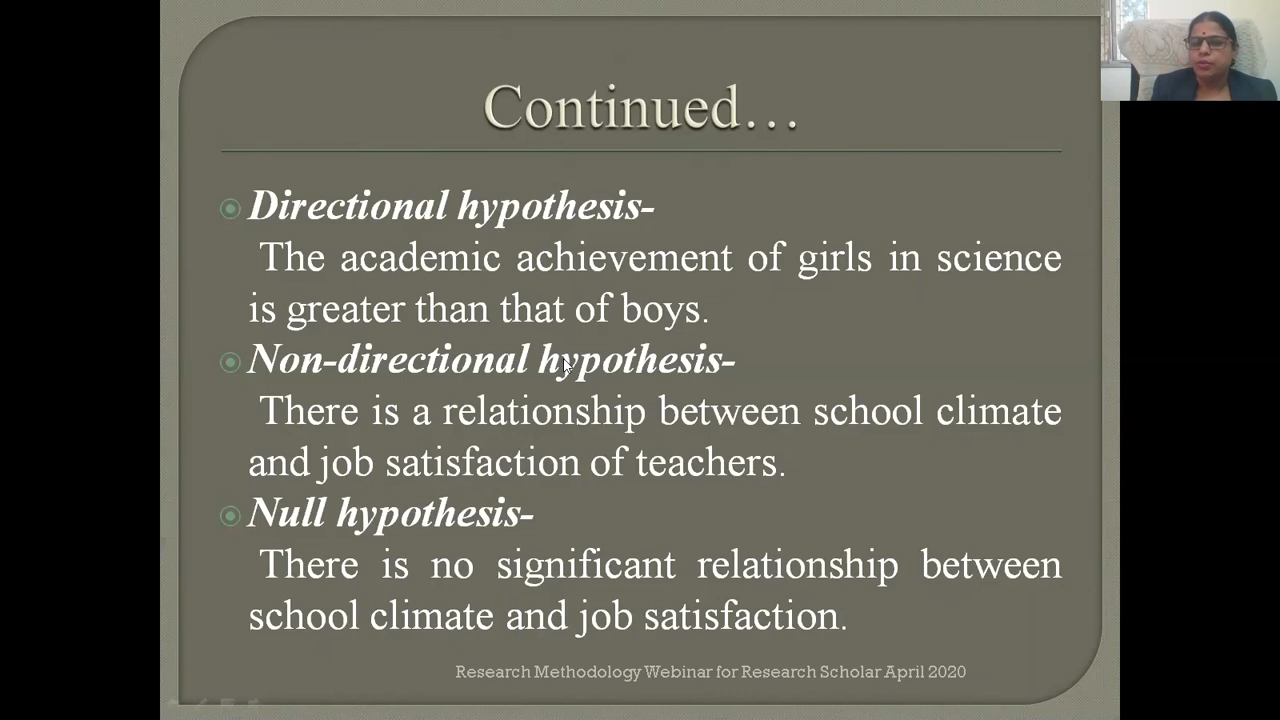 Continued…
Directional hypothesis-
The academic achievement of girls in science
is greater than that of boys.
Non-directional hypothesis-
There is a relationship between school climate
and job satisfaction of teachers.
Null hypothesis-
There is no significant relationship between
school climate and job satisfaction.
Research Methodology Webinar for Research Scholar April 2020